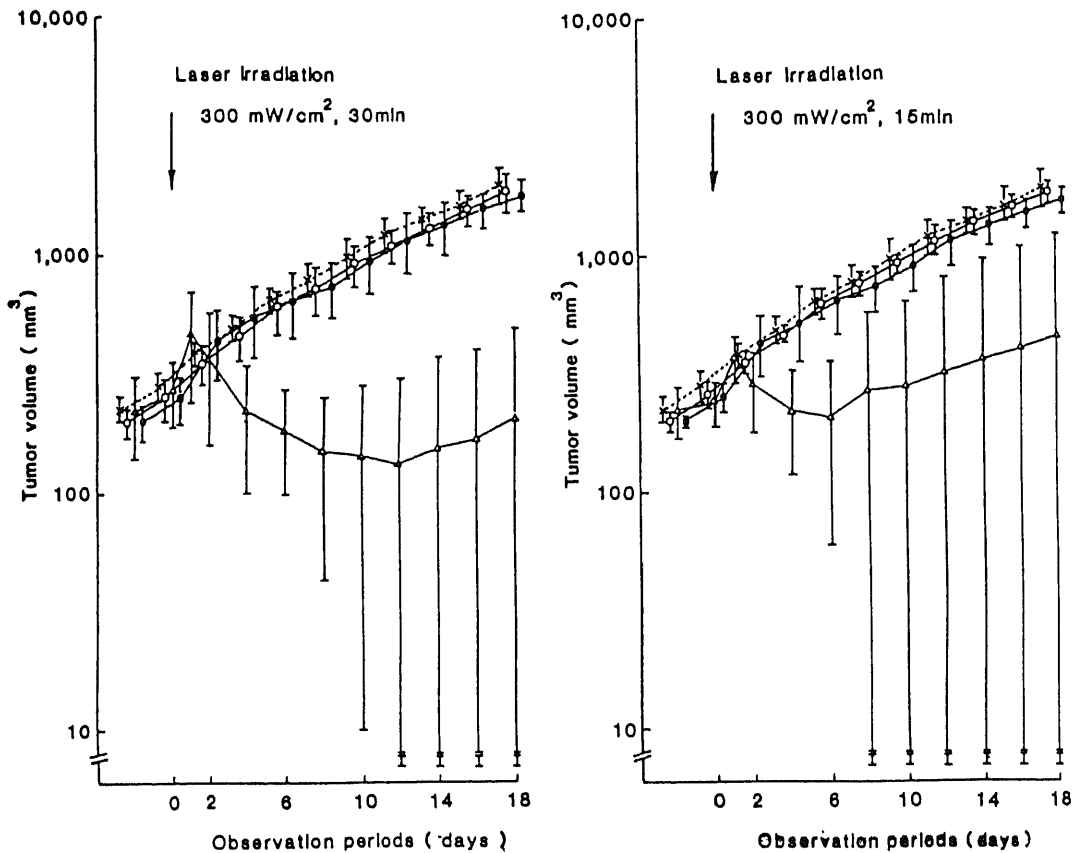 10,000
Laser Irradiation
300 mW/cm², 30min
1,000
100
10
Tumor volume ( mm³ )
0 2 6 10 14 18
Observation periods ( days )
10,000
Laser Irradiation
300 mW/cm², 15min
1,000
100
10
Tumor volume ( mm³ )
0 2 6 10 14 18
Observation periods ( days )